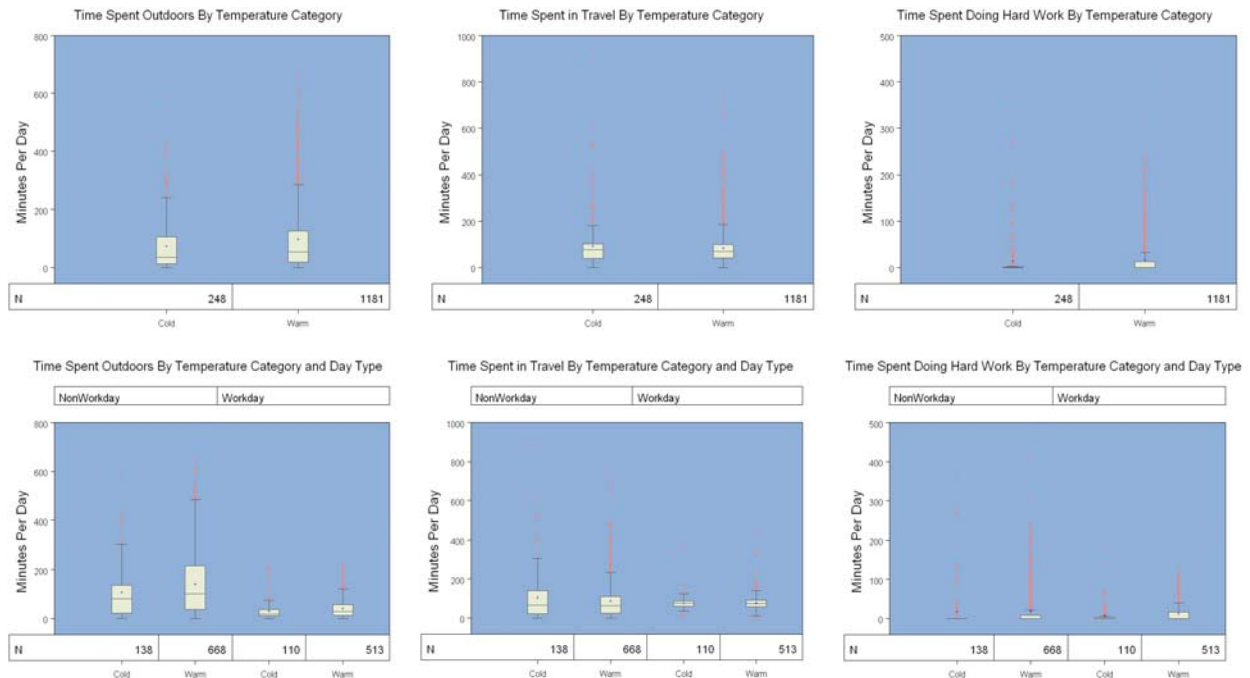 Time Spent Outdoors By Temperature Category
Minutes Per Day
800
600
400
200
0
N 248 1181
Cold Warm
Time Spent in Travel By Temperature Category
Minutes Per Day
1000
800
600
400
200
0
N 248 1181
Cold Warm
Time Spent Doing Hard Work By Temperature Category
Minutes Per Day
500
400
300
200
100
0
N 248 1181
Cold Warm
Time Spent Outdoors By Temperature Category and Day Type
NonWorkday Workday
Minutes Per Day
800
600
400
200
0
N 138 668 110 513
Cold Warm Cold Warm
Time Spent in Travel By Temperature Category and Day Type
NonWorkday Workday
Minutes Per Day
1000
800
600
400
200
0
N 138 668 110 513
Cold Warm Cold Warm
Time Spent Doing Hard Work By Temperature Category and Day Type
NonWorkday Workday
Minutes Per Day
500
400
300
200
100
0
N 138 668 110 513
Cold Warm Cold Warm